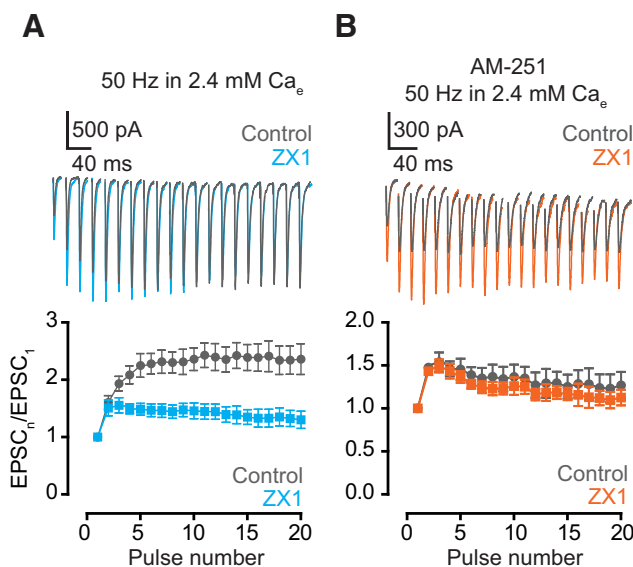 A
50 Hz in 2.4 mM Caₑ
500 pA
40 ms
Control
ZX1
EPSCₙ/EPSC₁
3
2
1
0
Control
ZX1
0 5 10 15 20
Pulse number
B
AM-251
50 Hz in 2.4 mM Caₑ
300 pA
40 ms
Control
ZX1
2.0
1.5
1.0
0.5
0.0
Control
ZX1
0 5 10 15 20
Pulse number